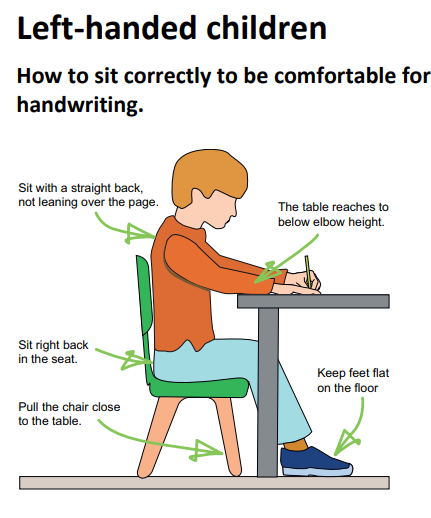 Left-handed children
How to sit correctly to be comfortable for
handwriting.
Sit with a straight back,
not leaning over the page.
The table reaches to
below elbow height.
Sit right back
in the seat.
Keep feet flat
on the floor
Pull the chair close
to the table.